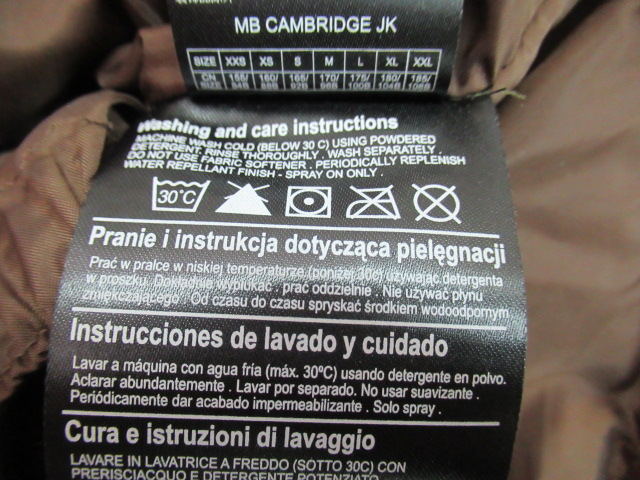 MB CAMBRIDGE JK
SIZE XXS XS S M L XL XXL
CN SIZE 155/84B 160/88B 165/92B 170/96B 175/100B 180/104B 185/108B
Washing and care instructions
MACHINE WASH COLD (BELOW 30 C) USING POWDERED
DETERGENT. RINSE THOROUGHLY . WASH SEPARATELY .
DO NOT USE FABRIC SOFTENER . PERIODICALLY REPLENISH
WATER REPELLANT FINISH - SPRAY ON ONLY .
30°C
Pranie i instrukcja dotycząca pielęgnacji
Prać w pralce w niskiej temperaturze (poniżej 30c) używając detergenta
w proszku. Dokładnie wypłukać . prać oddzielnie . Nie używać płynu
zmiękczającego . Od czasu do czasu spryskać środkiem wodoodpornym
Instrucciones de lavado y cuidado
Lavar a máquina con agua fría (máx. 30ºC) usando detergente en polvo.
Aclarar abundantemente . Lavar por separado. No usar suavizante .
Periódicamente dar acabado impermeabilizante . Solo spray .
Cura e istruzioni di lavaggio
LAVARE IN LAVATRICE A FREDDO (SOTTO 30C) CON
PRERISCIACQUO E DETERGENTE POTENZIATO